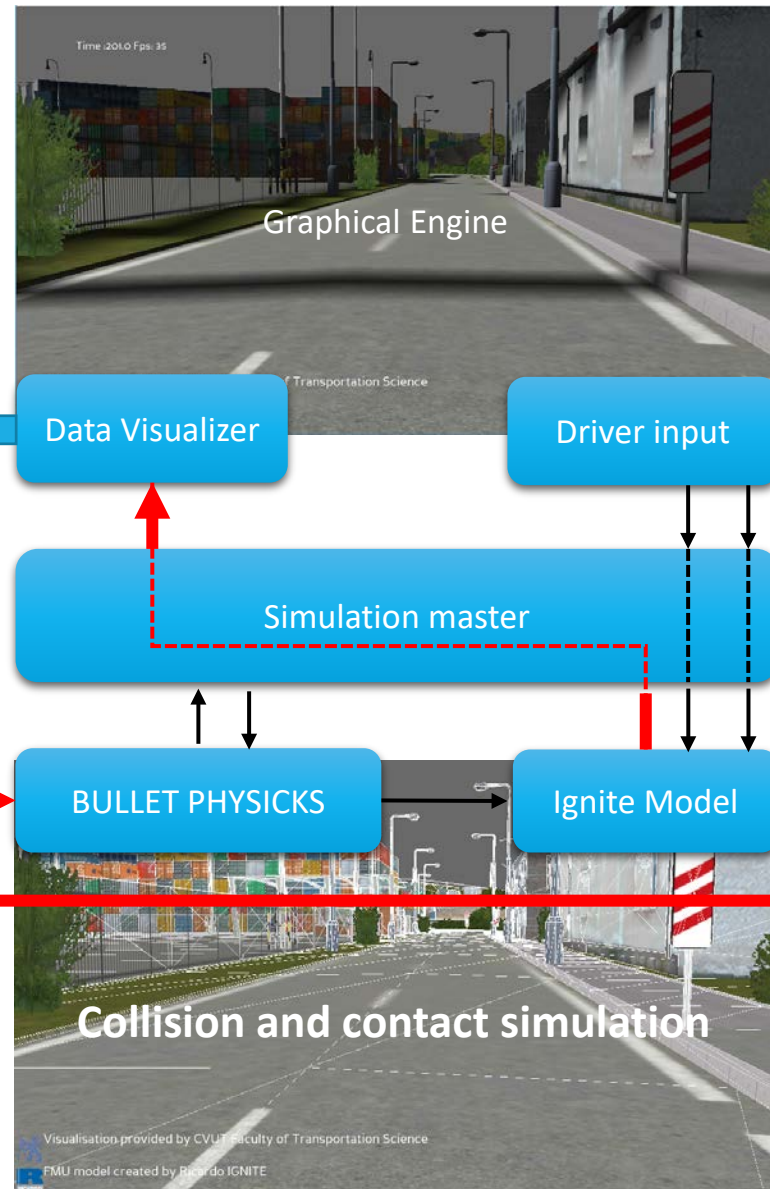 Time :201.0 Fps: 35
Graphical Engine
f Transportation Science
Data Visualizer
Driver input
Simulation master
BULLET PHYSICKS
Ignite Model
Collision and contact simulation
Visualisation provided by CVUT Faculty of Transportation Science
FMU model created by Ricardo IGNITE